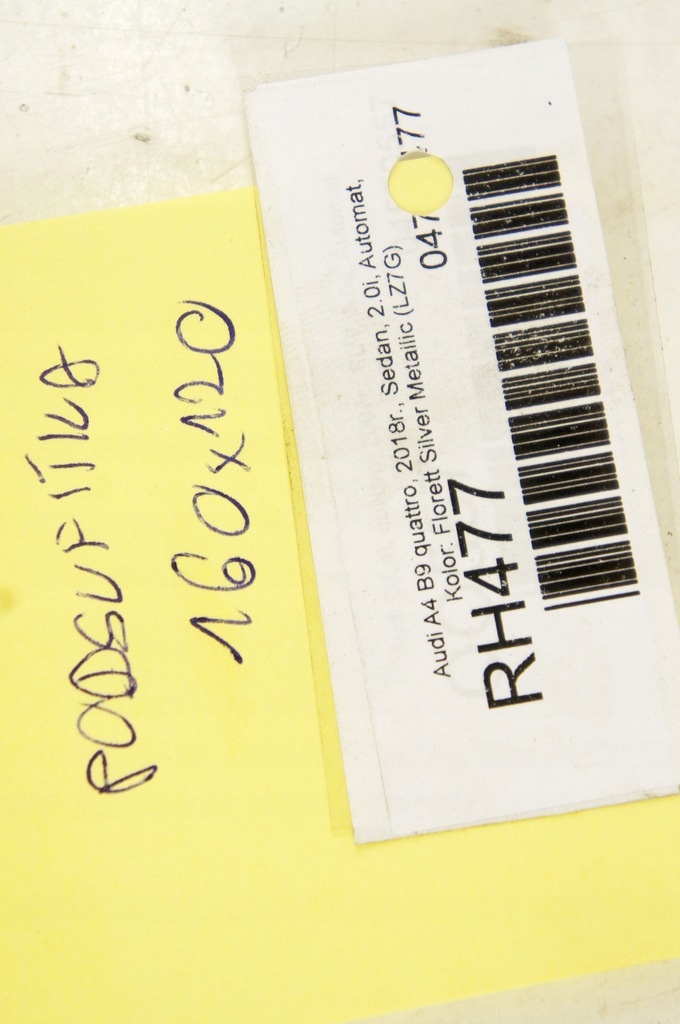 PODSUFITKA
160x120
Audi A4 B9 quattro, 2018r., Sedan, 2.0i, Automat,
Kolor: Florett Silver Metallic (LZ7G)
RH477